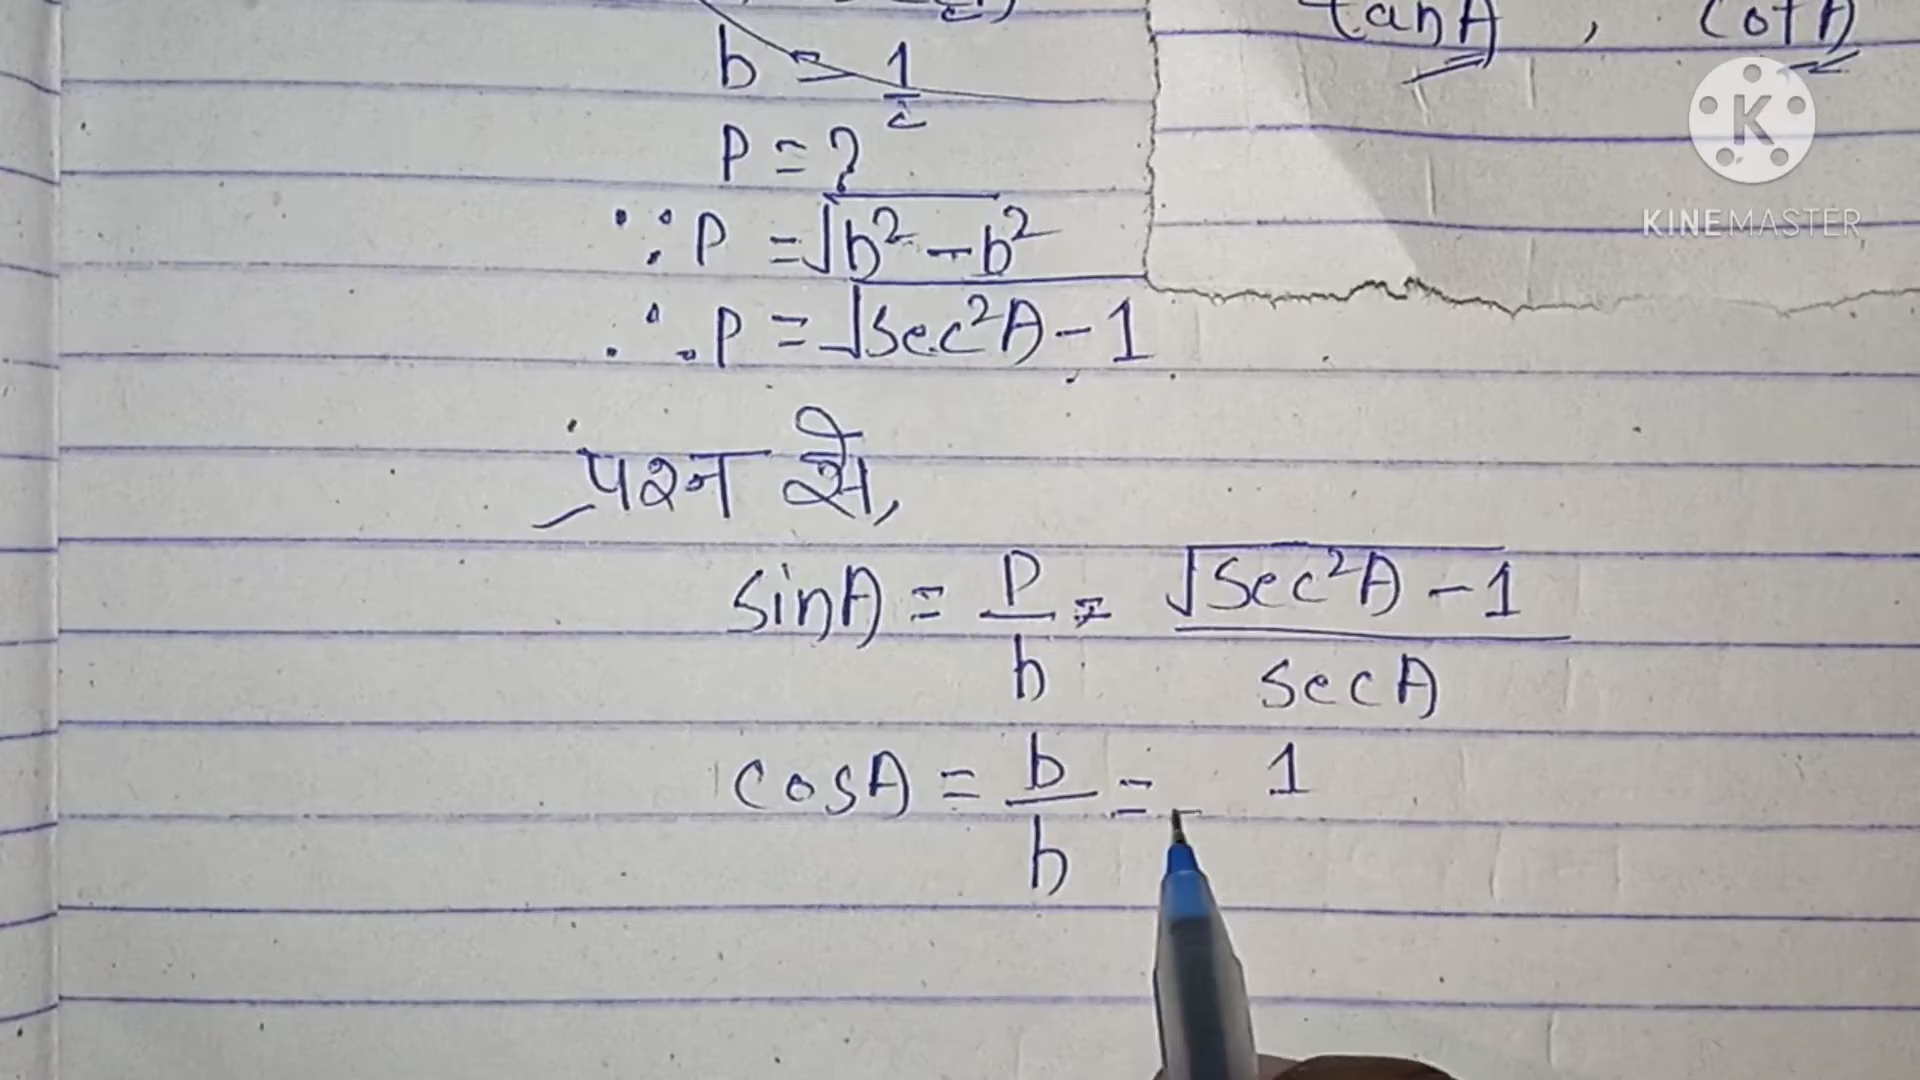 b = 1
P = ?
∵ P = √h² - b²
∴ P = √sec²A - 1
प्रश्न से,
sinA = P/h = √sec²A - 1 / secA
cosA = b/h = 1
tanA, cotA
K
KINEMASTER